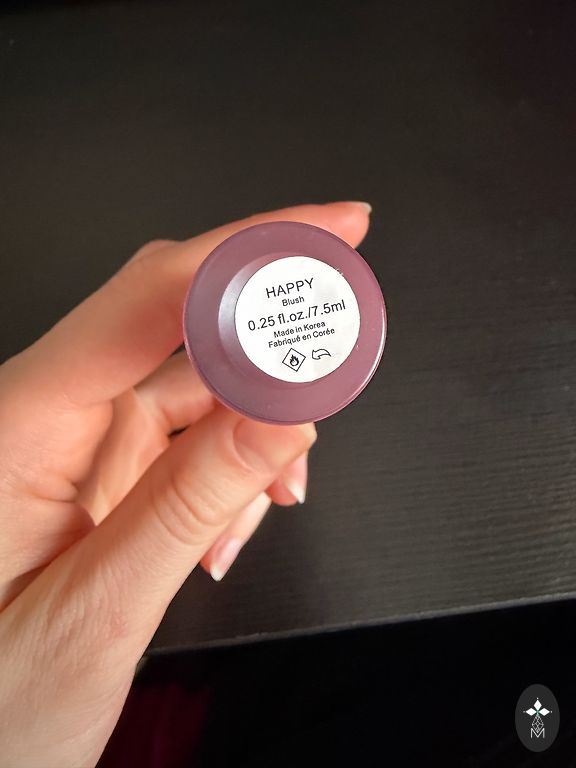 HAPPY
Blush
0.25 fl.oz./7.5ml
Made in Korea
Fabriqué en Corée
M